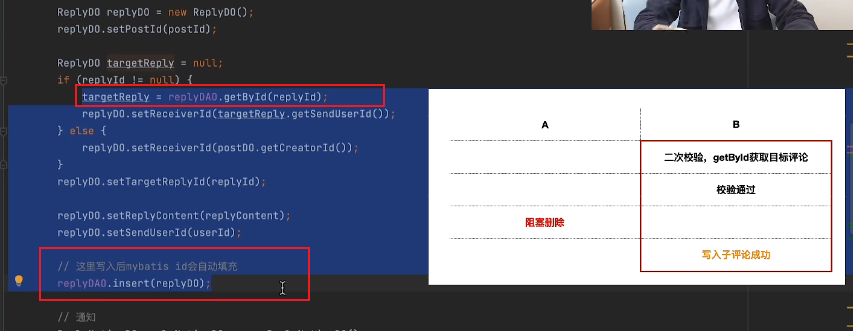 ReplyDO replyDO = new ReplyDO();
replyDO.setPostId(postId);
ReplyDO targetReply = null;
if (replyId != null) {
targetReply = replyDAO.getById(replyId);
replyDO.setReceiverId(targetReply.getSendUserId());
} else {
replyDO.setReceiverId(postDO.getCreatorId());
}
replyDO.setTargetReplyId(replyId);
replyDO.setReplyContent(replyContent);
replyDO.setSendUserId(userId);
// 这里写入后mybatis id会自动填充
replyDAO.insert(replyDO);
// 通知
A B
二次校验，getById获取目标评论
校验通过
阻塞删除
写入子评论成功